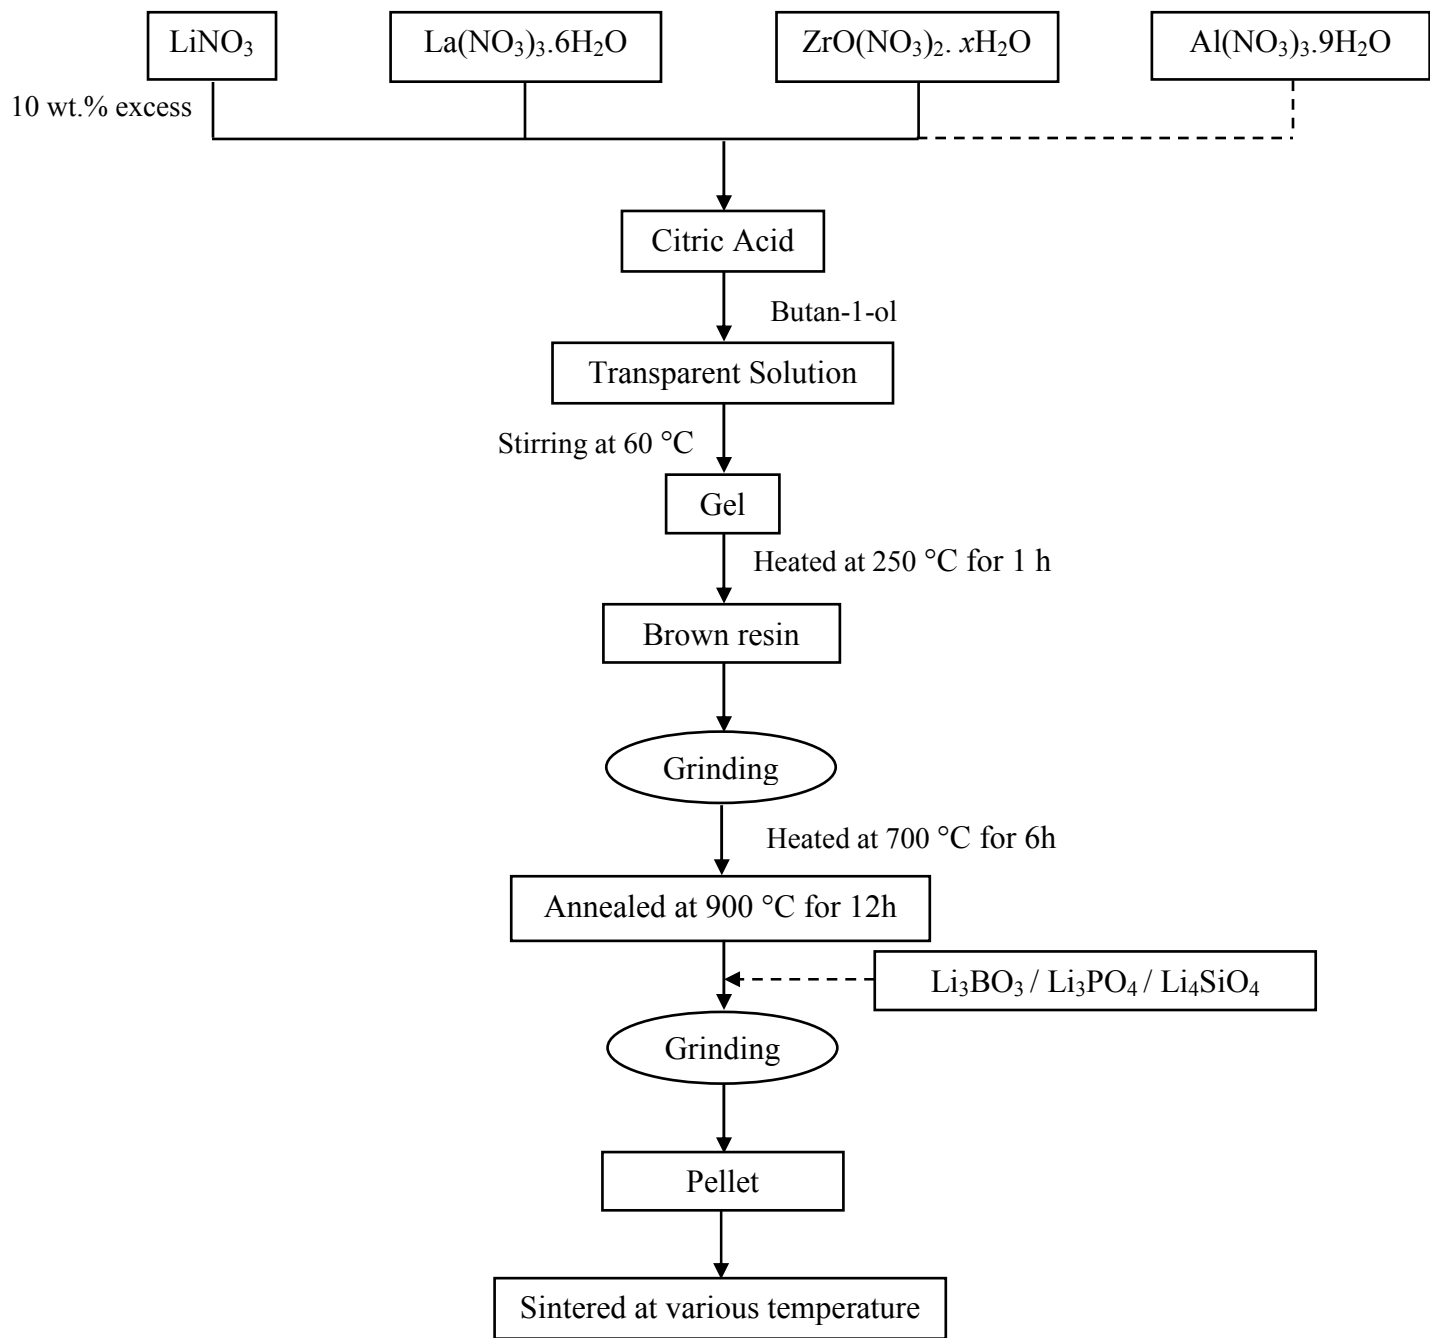 LiNO₃
La(NO₃)₃.6H₂O
ZrO(NO₃)₂. xH₂O
Al(NO₃)₃.9H₂O
10 wt.% excess
Citric Acid
Butan-1-ol
Transparent Solution
Stirring at 60 °C
Gel
Heated at 250 °C for 1 h
Brown resin
Grinding
Heated at 700 °C for 6h
Annealed at 900 °C for 12h
Li₃BO₃ / Li₃PO₄ / Li₄SiO₄
Grinding
Pellet
Sintered at various temperature